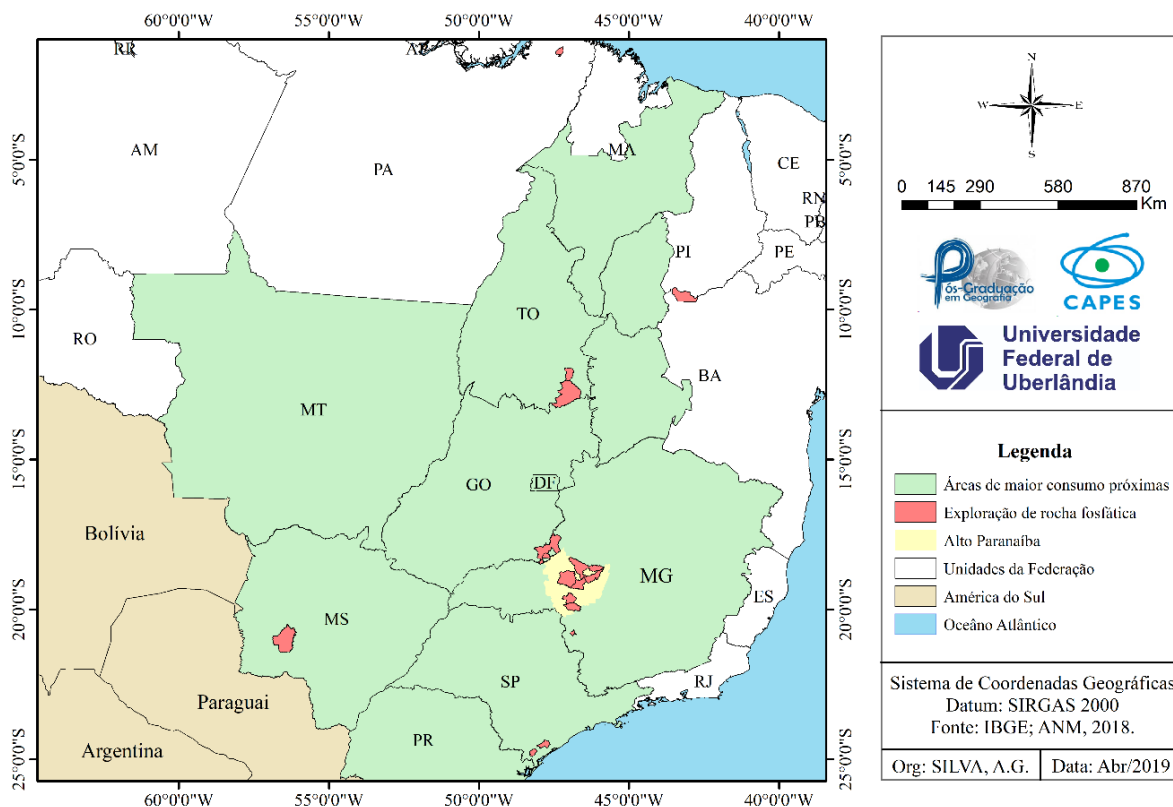 60°0'0"W 55°0'0"W 50°0'0"W 45°0'0"W 40°0'0"W
RR
AM
PA
MA
CE
RN
PB
PI
PE
TO
RO
BA
MT
GO
DF
Bolívia
MG
ES
MS
SP
RJ
Paraguai
PR
Argentina
5°0'0"S
10°0'0"S
15°0'0"S
20°0'0"S
25°0'0"S
5°0'0"S
10°0'0"S
15°0'0"S
20°0'0"S
25°0'0"S
60°0'0"W 55°0'0"W 50°0'0"W 45°0'0"W 40°0'0"W
N
W E
S
0 145 290 580 870
Km
Pós-Graduação
em Geografia
CAPES
Universidade
Federal de
Uberlândia
Legenda
Áreas de maior consumo próximas
Exploração de rocha fosfática
Alto Paranaíba
Unidades da Federação
América do Sul
Oceâno Atlântico
Sistema de Coordenadas Geográficas
Datum: SIRGAS 2000
Fonte: IBGE; ANM, 2018.
Org: SILVA, A.G. Data: Abr/2019